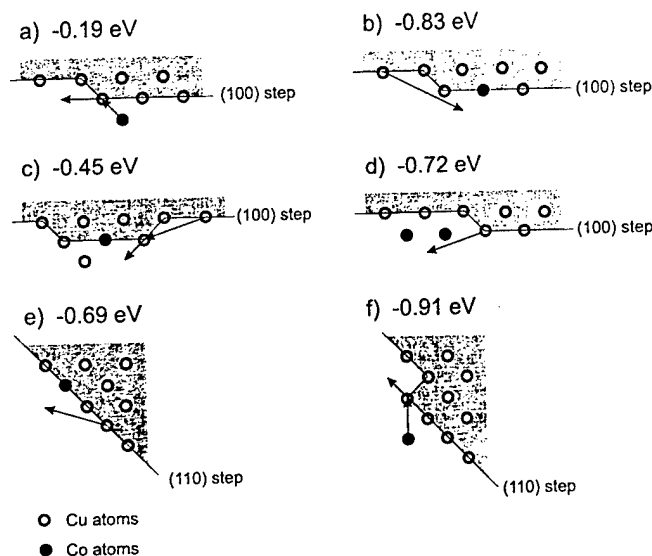 a) -0.19 eV
(100) step
b) -0.83 eV
(100) step
c) -0.45 eV
(100) step
d) -0.72 eV
(100) step
e) -0.69 eV
(110) step
f) -0.91 eV
(110) step
Cu atoms
Co atoms